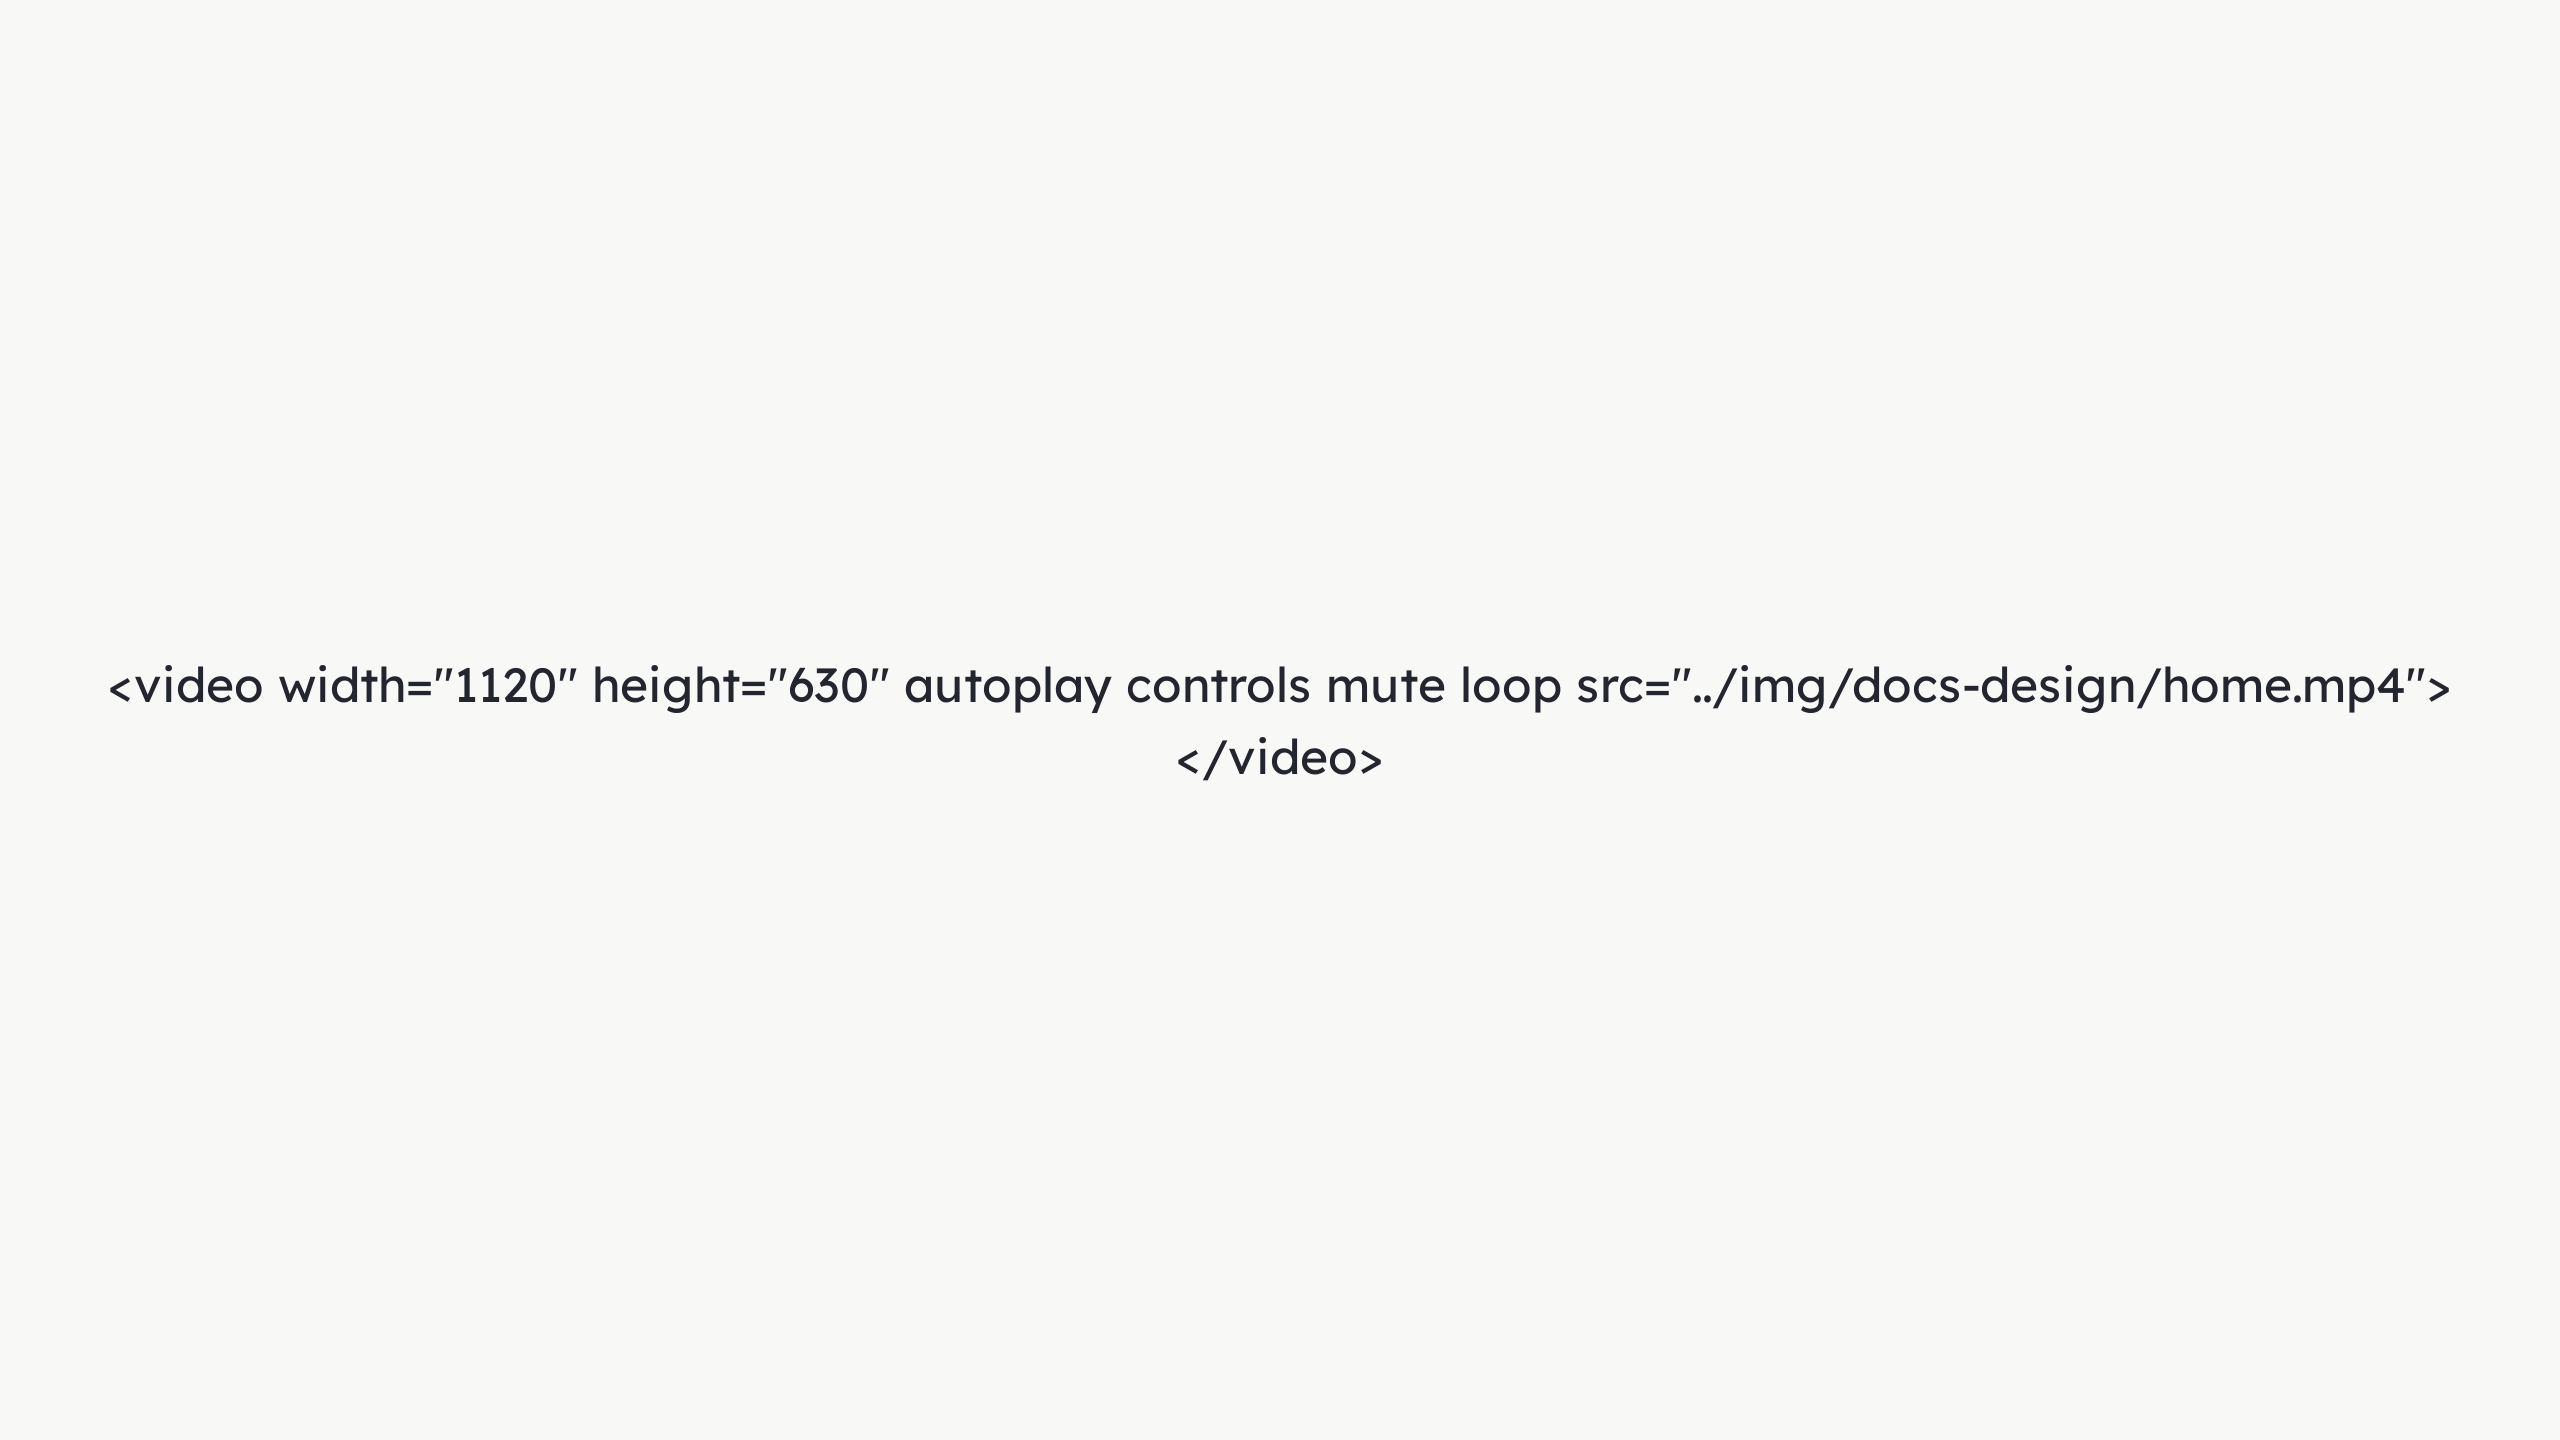 <video width="1120" height="630" autoplay controls mute loop src="../img/docs-design/home.mp4">
</video>